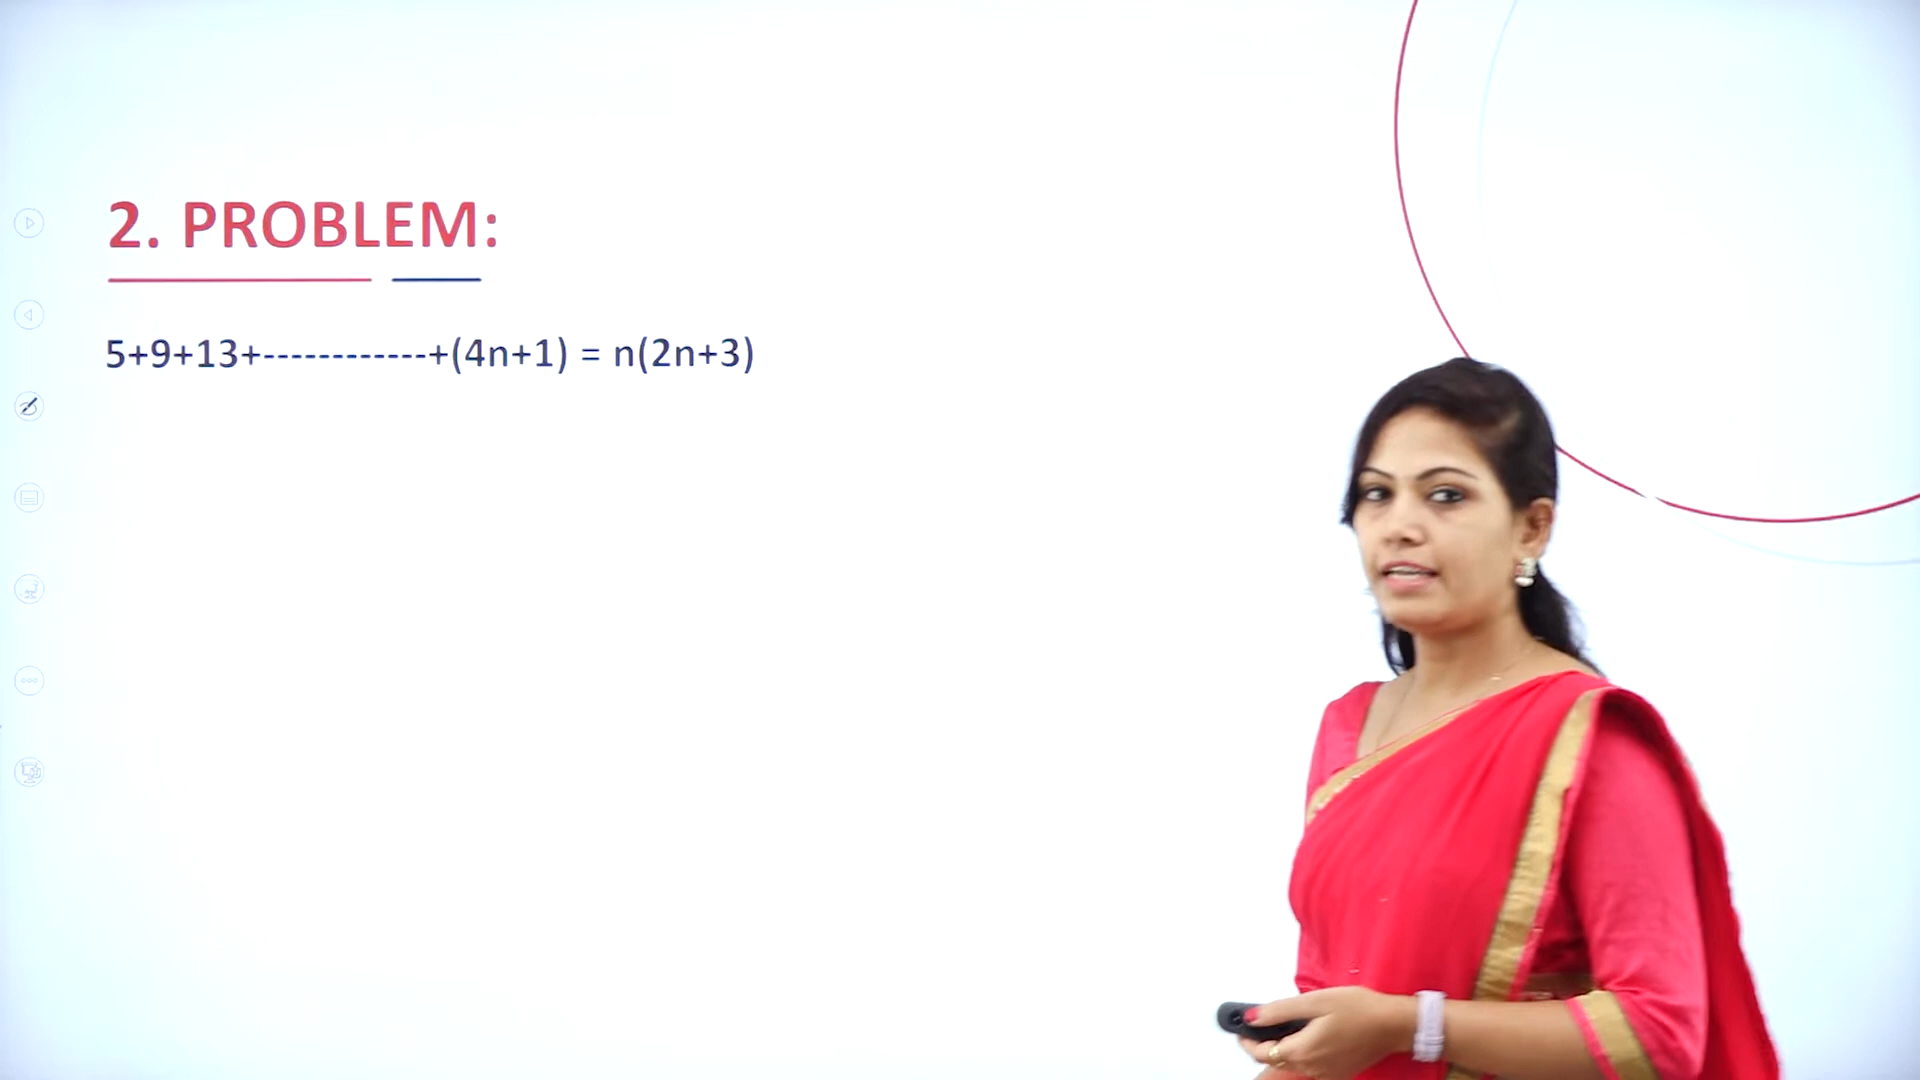 2. PROBLEM:
5+9+13+------------+(4n+1) = n(2n+3)